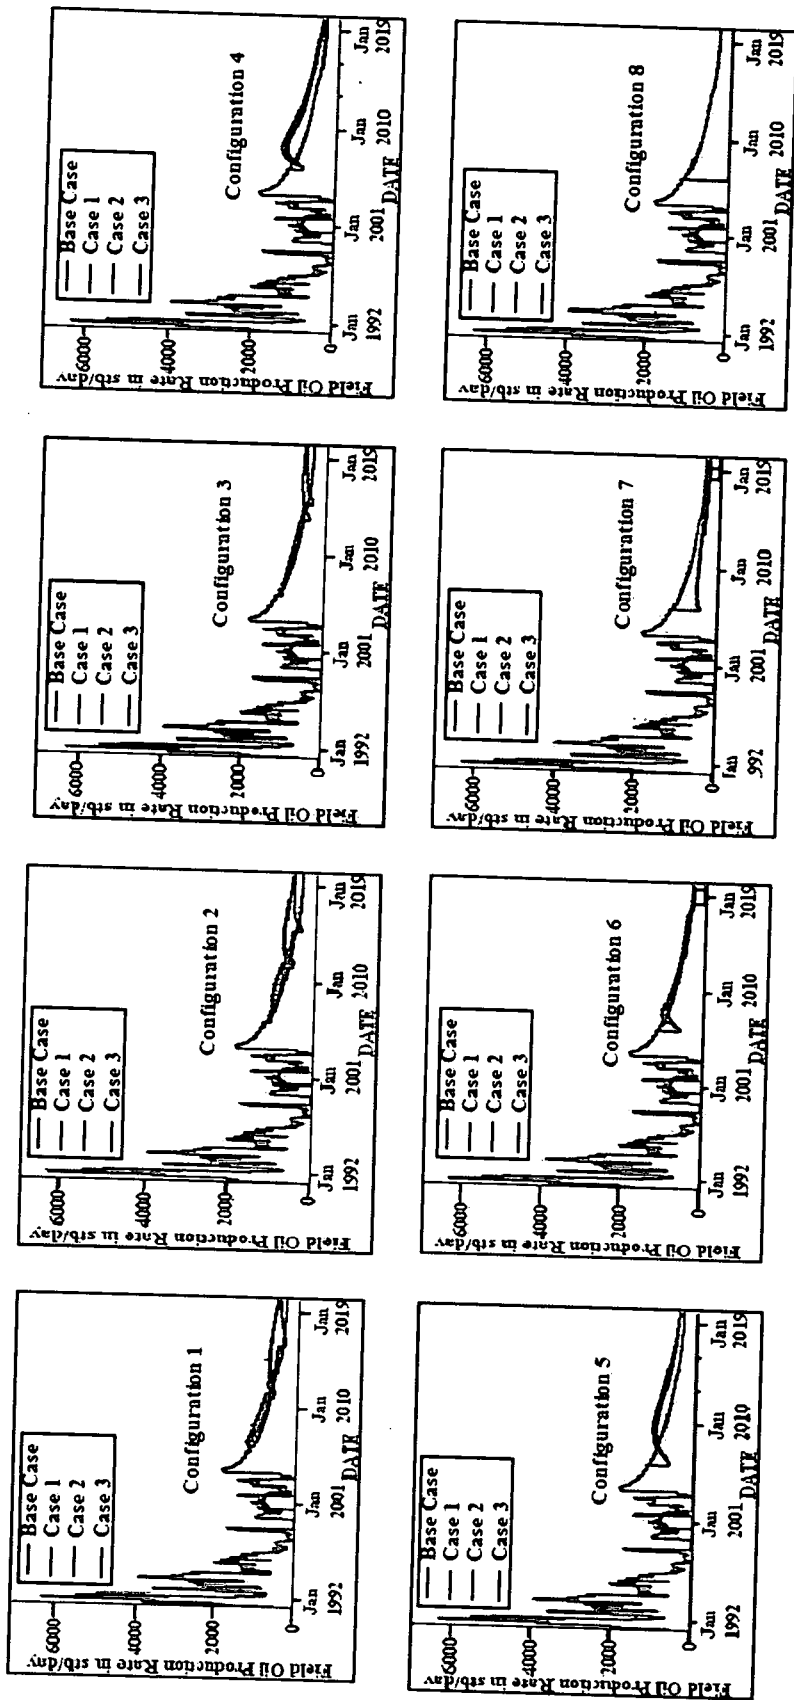 Field Oil Production Rate in stb/day
6000
4000
2000
0
Base Case
Case 1
Case 2
Case 3
Configuration 1
Jan 1992
Jan 2001
Jan 2010
Jan 2019
DATE
Field Oil Production Rate in stb/day
6000
4000
2000
0
Base Case
Case 1
Case 2
Case 3
Configuration 2
Jan 1992
Jan 2001
Jan 2010
Jan 2019
DATE
Field Oil Production Rate in stb/day
6000
4000
2000
0
Base Case
Case 1
Case 2
Case 3
Configuration 3
Jan 1992
Jan 2001
Jan 2010
Jan 2019
DATE
Field Oil Production Rate in stb/day
6000
4000
2000
0
Base Case
Case 1
Case 2
Case 3
Configuration 4
Jan 1992
Jan 2001
Jan 2010
Jan 2019
DATE
Field Oil Production Rate in stb/day
6000
4000
2000
0
Base Case
Case 1
Case 2
Case 3
Configuration 5
Jan 1992
Jan 2001
Jan 2010
Jan 2019
DATE
Field Oil Production Rate in stb/day
6000
4000
2000
0
Base Case
Case 1
Case 2
Case 3
Configuration 6
Jan 1992
Jan 2001
Jan 2010
Jan 2019
DATE
Field Oil Production Rate in stb/day
6000
4000
2000
0
Base Case
Case 1
Case 2
Case 3
Configuration 7
Jan 992
Jan 2001
Jan 2010
Jan 2019
DATE
Field Oil Production Rate in stb/day
6000
4000
2000
0
Base Case
Case 1
Case 2
Case 3
Configuration 8
Jan 1992
Jan 2001
Jan 2010
Jan 2019
DATE